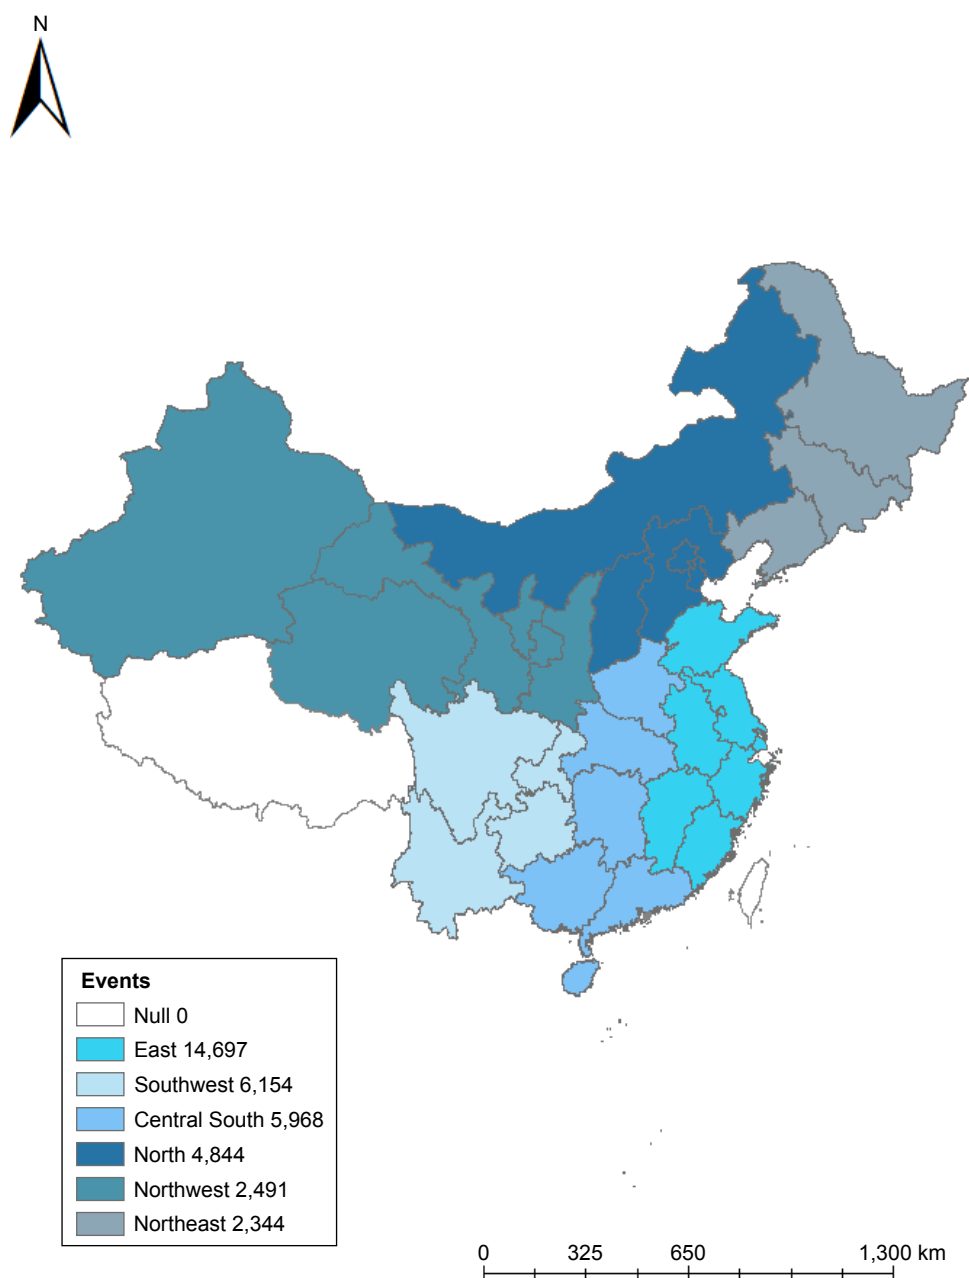 N
Events
Null 0
East 14,697
Southwest 6,154
Central South 5,968
North 4,844
Northwest 2,491
Northeast 2,344
0 325 650 1,300 km